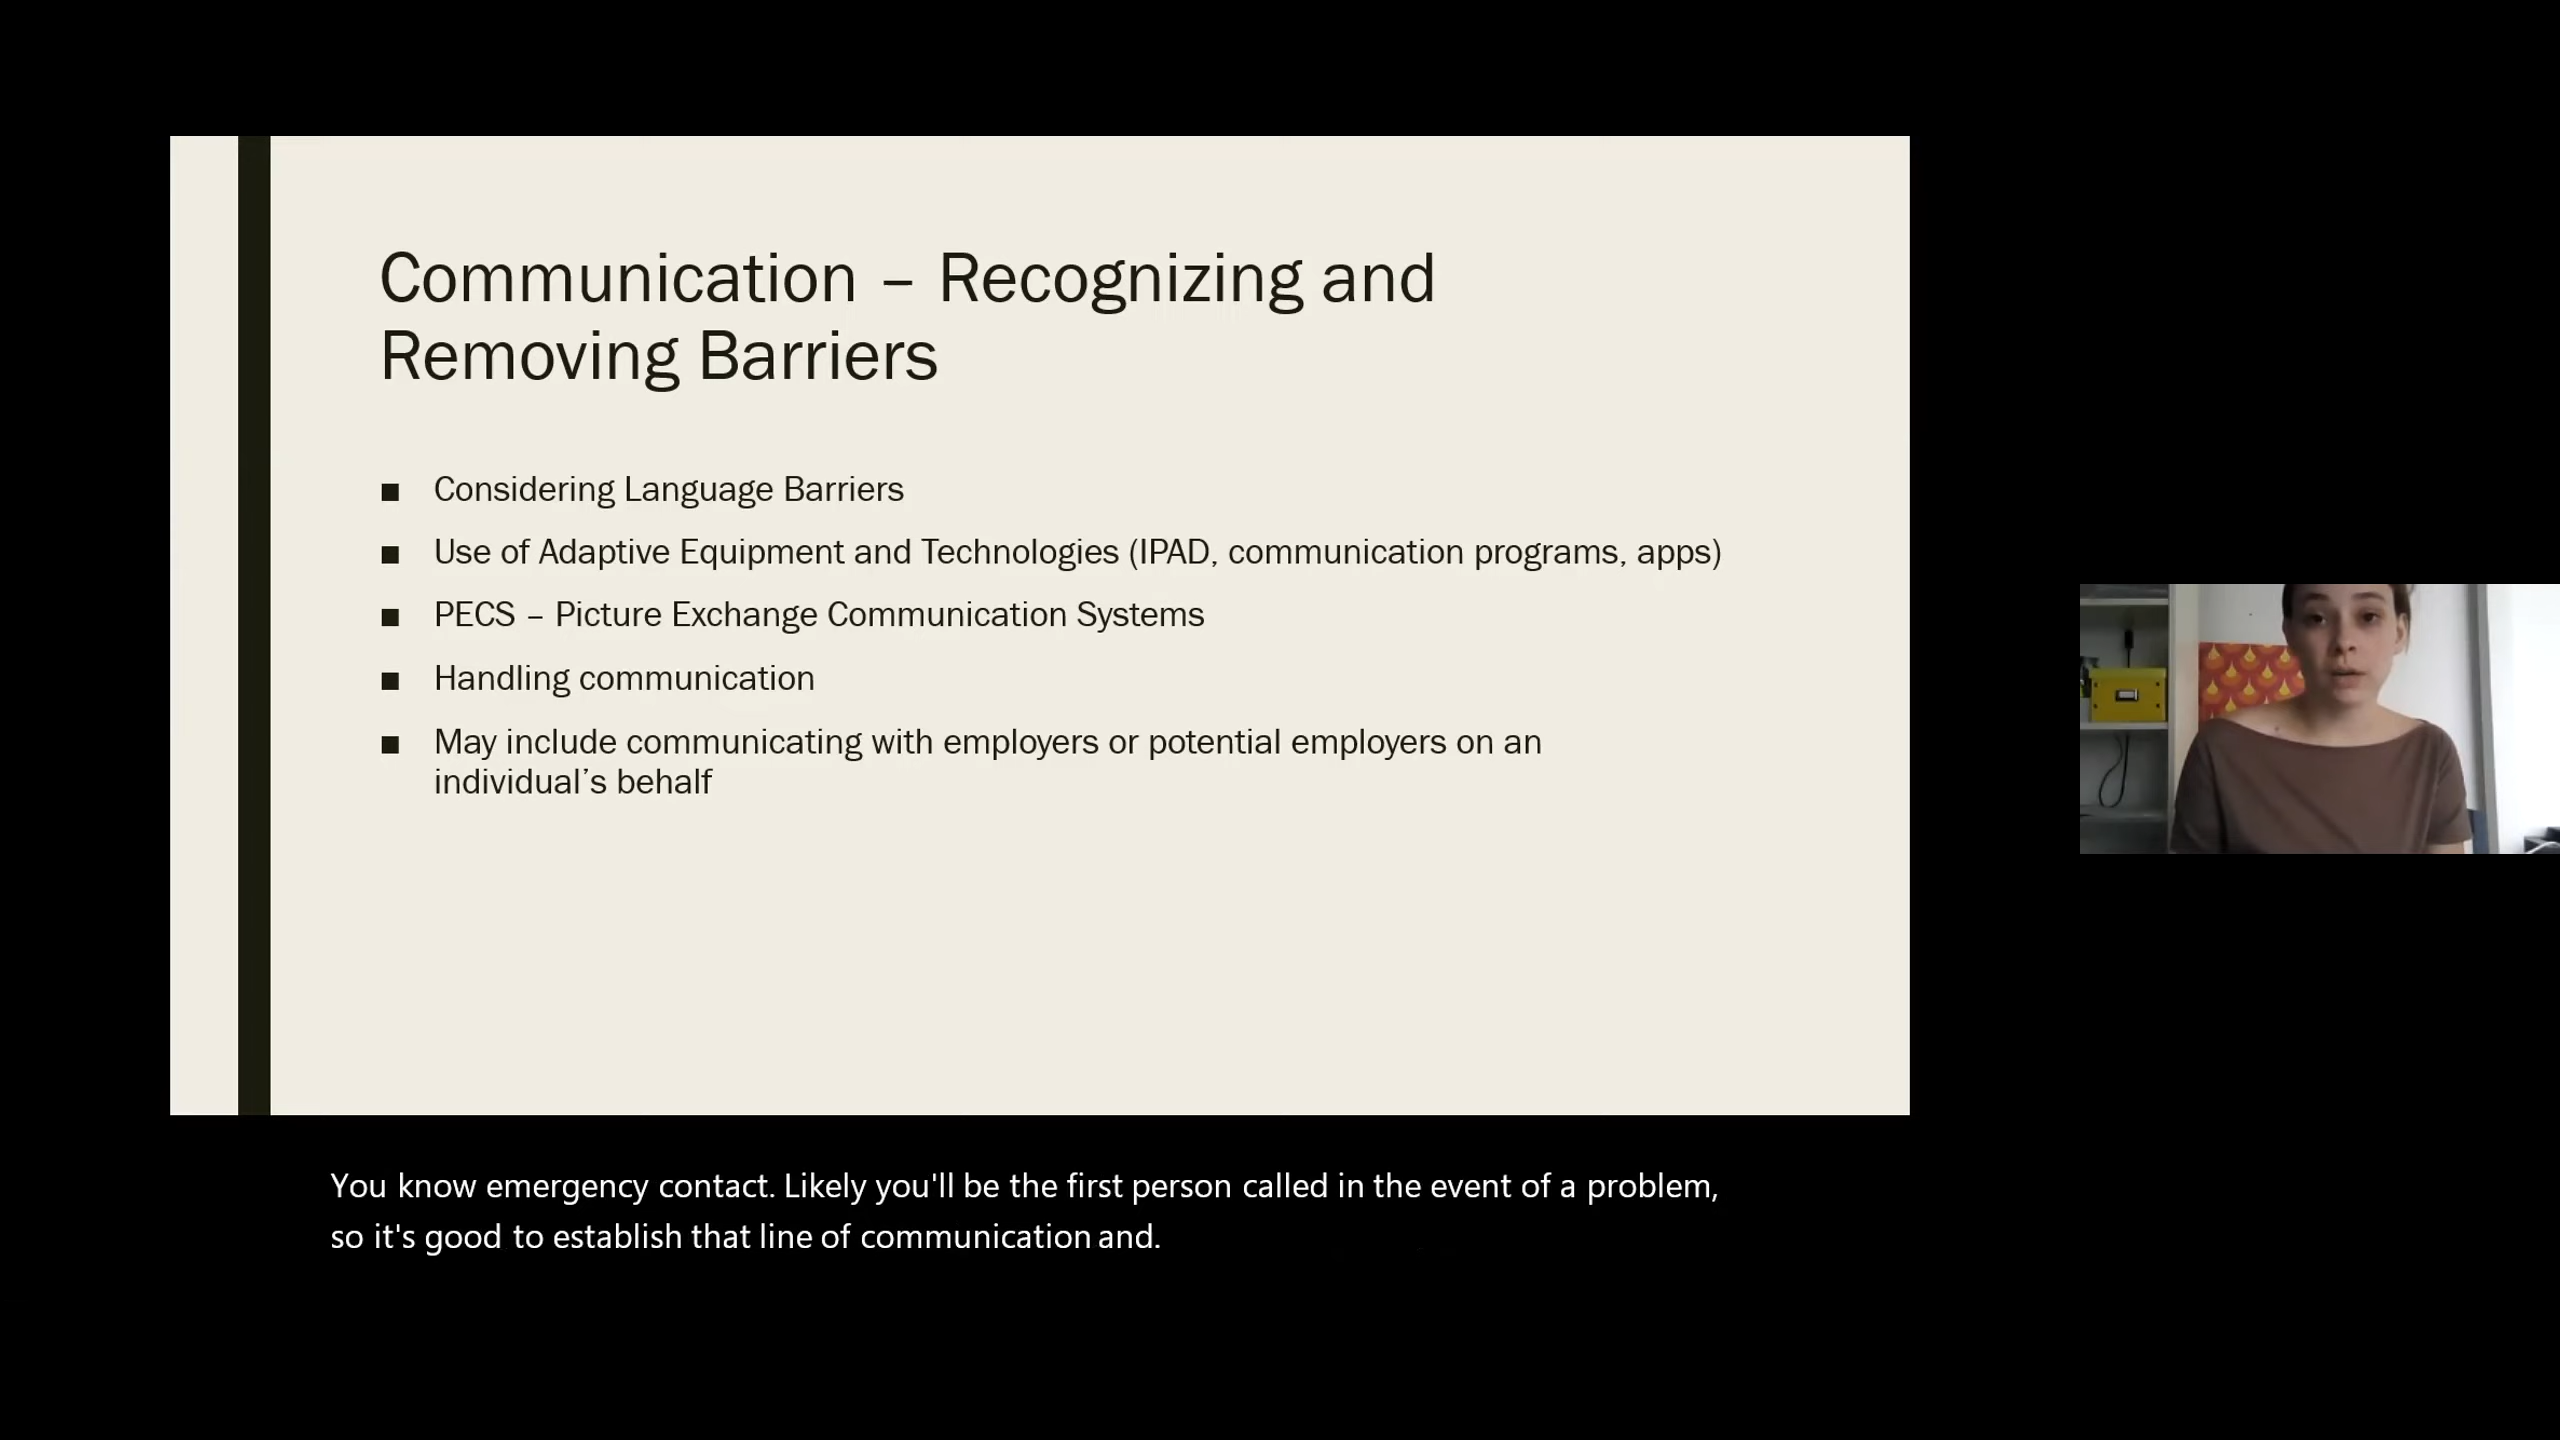 Communication – Recognizing and
Removing Barriers
■ Considering Language Barriers
■ Use of Adaptive Equipment and Technologies (IPAD, communication programs, apps)
■ PECS – Picture Exchange Communication Systems
■ Handling communication
■ May include communicating with employers or potential employers on an
individual’s behalf
You know emergency contact. Likely you'll be the first person called in the event of a problem,
so it's good to establish that line of communication and.